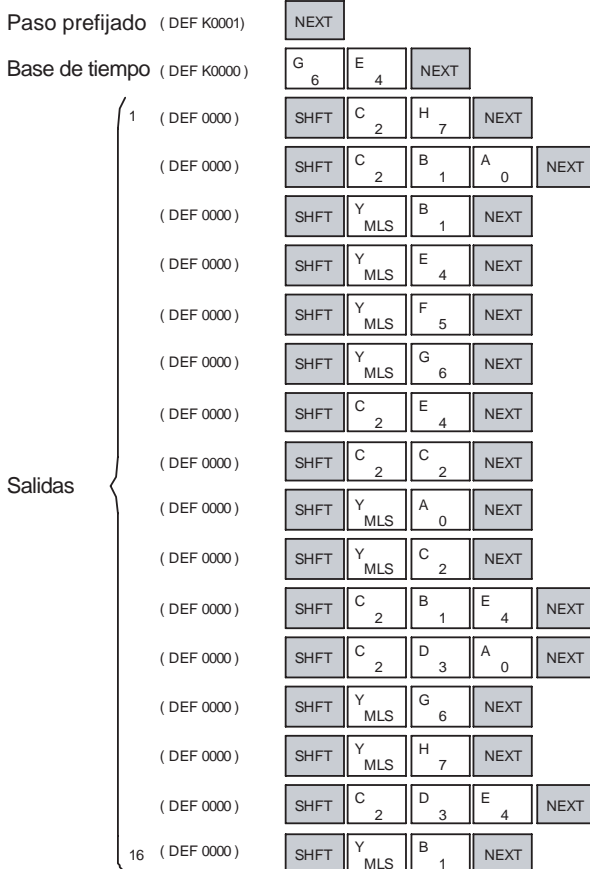 Paso prefijado ( DEF K0001) NEXT
Base de tiempo ( DEF K0000 ) G 6 E 4 NEXT
1 ( DEF 0000 ) SHFT C 2 H 7 NEXT
( DEF 0000 ) SHFT C 2 B 1 A 0 NEXT
( DEF 0000 ) SHFT Y MLS B 1 NEXT
( DEF 0000 ) SHFT Y MLS E 4 NEXT
( DEF 0000 ) SHFT Y MLS F 5 NEXT
( DEF 0000 ) SHFT Y MLS G 6 NEXT
( DEF 0000 ) SHFT C 2 E 4 NEXT
( DEF 0000 ) SHFT C 2 C 2 NEXT
Salidas ( DEF 0000 ) SHFT Y MLS A 0 NEXT
( DEF 0000 ) SHFT Y MLS C 2 NEXT
( DEF 0000 ) SHFT C 2 B 1 E 4 NEXT
( DEF 0000 ) SHFT C 2 D 3 A 0 NEXT
( DEF 0000 ) SHFT Y MLS G 6 NEXT
( DEF 0000 ) SHFT Y MLS H 7 NEXT
( DEF 0000 ) SHFT C 2 D 3 E 4 NEXT
16 ( DEF 0000 ) SHFT Y MLS B 1 NEXT